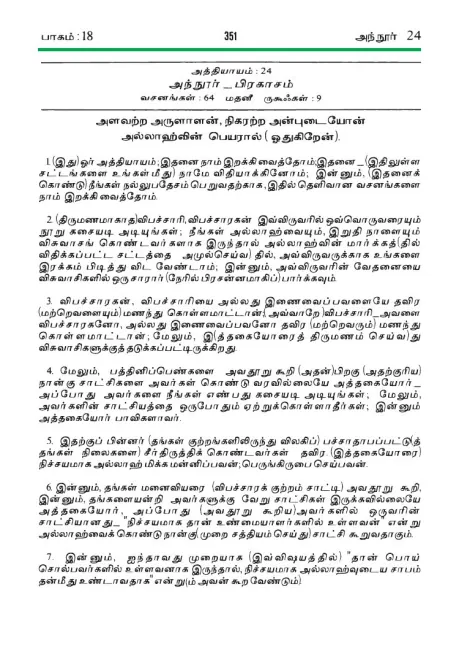 பாகம் : 18 351 அந்நூர் 24
அத்தியாயம் : 24
அந்நூர் _ பிரகாசம்
வசனங்கள் : 64 மதனீ ருகூஃகள் : 9
அளவற்ற அருளாளன், நிகரற்ற அன்புடையோன்
அல்லாஹ்வின் பெயரால் ( ஓதுகிறேன்).
1. (இது) ஓர் அத்தியாயம்; இதனை நாம் இறக்கி வைத்தோம்; இதனை _ (இதிலுள்ள
சட்டங்களை உங்கள் மீது) நாமே விதியாக்கினோம்; இன்னும், (இதனைக்
கொண்டு) நீங்கள் நல்லுபதேசம் பெறுவதற்காக, இதில் தெளிவான வசனங்களை
நாம் இறக்கி வைத்தோம்.
2. (திருமணமாகாத) விபச்சாரி, விபசாரகன் இவ்விருவரில் ஒவ்வொருவரையும்
நூறு கசையடி அடியுங்கள்; நீங்கள் அல்லாஹ்வையும், இறுதி நாளையும்
விசுவாசங் கொண்டவர்களாக இருந்தால் அல்லாஹ்வின் மார்க்கத்(தில்
விதிக்கப்பட்ட சட்டத்தை அமுல்செய்வ) தில், அவ்விருவருக்காக உங்களை
இரக்கம் பிடித்து விட வேண்டாம்; இன்னும், அவ்விருவரின் வேதனையை
விசுவாசிகளில் ஒரு சாரார் (நேரில் பிரசன்னமாகிப்) பார்க்கவும்.
3. விபச்சாரகன், விபசாரியை அல்லது இணைவைப்பவளையே தவிர
(மற்றெவளையும்) மணந்து கொள்ளமாட்டான்; அவ்வாறே) விபச்சாரி _ அவளை
விபச்சாரகனோ, அல்லது இணைவைப்பவனோ தவிர (மற்றெவரும்) மணந்து
கொள்ளமாட்டான்; மேலும், இ(த்தகையோரைத் திருமணம் செய்வ)து
விசுவாசிகளுக்குத் தடுக்கப்பட்டிருக்கிறது.
4. மேலும், பத்தினிப்பெண்களை அவதூறு கூறி (அதன்) பிறகு (அதற்குரிய)
நான்கு சாட்சிகளை அவர்கள் கொண்டு வரவில்லையே அத்தகையோர் _
அப்போது அவர்களை நீங்கள் எண்பது கசையடி அடியுங்கள்; மேலும்,
அவர்களின் சாட்சியத்தை ஒருபோதும் ஏற்றுக்கொள்ளாதீர்கள்; இன்னும்
அத்தகையோர் பாவிகளாவர்.
5. இதற்குப் பின்னர் (தங்கள் குற்றங்களிலிருந்து விலகிப்) பச்சாதாபப்பட்டு(த்
தங்கள் நிலைகளை) சீர்திருத்திக் கொண்டவர்கள் தவிர. (இத்தகையோரை)
நிச்சயமாக அல்லாஹ் மிக்க மன்னிப்பவன்; பெருங்கிருபை செய்பவன்.
6. இன்னும், தங்கள் மனைவியரை (விபச்சாரக் குற்றம் சாட்டி) அவதூறு கூறி,
இன்னும், தங்களையன்றி அவர்களுக்கு வேறு சாட்சிகள் இருக்கவில்லையே
அத்தகையோர், அப்போது (அவதூறு கூறிய) அவர்களில் ஒருவரின்
சாட்சியானது _ "நிச்சயமாக தான் உண்மையாளர்களில் உள்ளவன்" என்று
அல்லாஹ்வைக் கொண்டு நான்கு(முறை சத்தியம் செய்து) சாட்சி கூறுவதாகும்.
7. இன்னும், ஐந்தாவது முறையாக (இவ்விஷயத்தில்) "தான் பொய்
சொல்பவர்களில் உள்ளவனாக இருந்தால், நிச்சயமாக அல்லாஹ்வுடைய சாபம்
தன்மீது உண்டாவதாக" என்று(ம் அவன் கூற வேண்டும்).